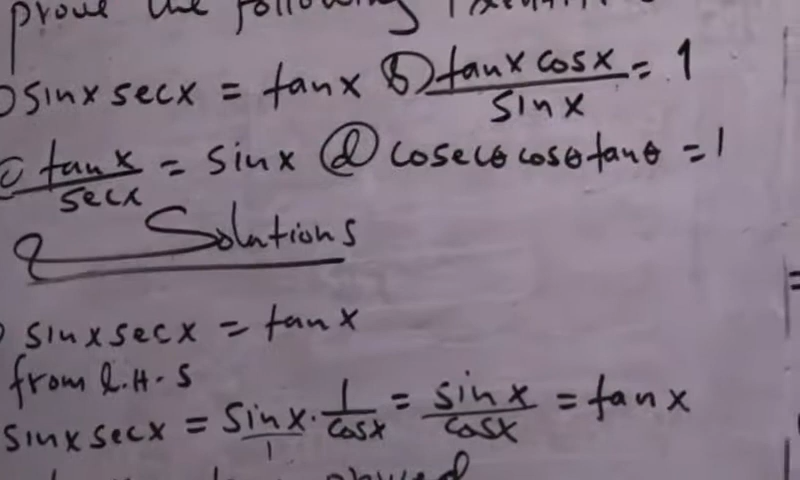 prove the following
sinx secx = tanx (b) tanx cosx / sinx = 1
(c) tanx / secx = sinx (d) cosecθ cosθ tanθ = 1
Solutions
sinx secx = tanx
from L.H.S
sinx secx = sinx/1 · 1/cosx = sinx/cosx = tanx